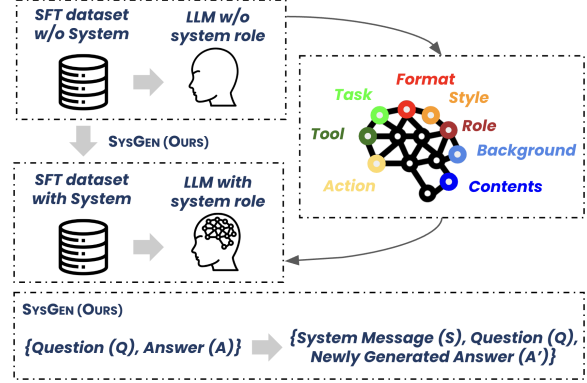 SFT dataset
w/o System
LLM w/o
system role
Format
Task
Style
Tool
Role
Background
Action
Contents
SYSGEN (OURS)
SFT dataset
with System
LLM with
system role
SYSGEN (OURS)
{Question (Q), Answer (A)}
{System Message (S), Question (Q),
Newly Generated Answer (A')}